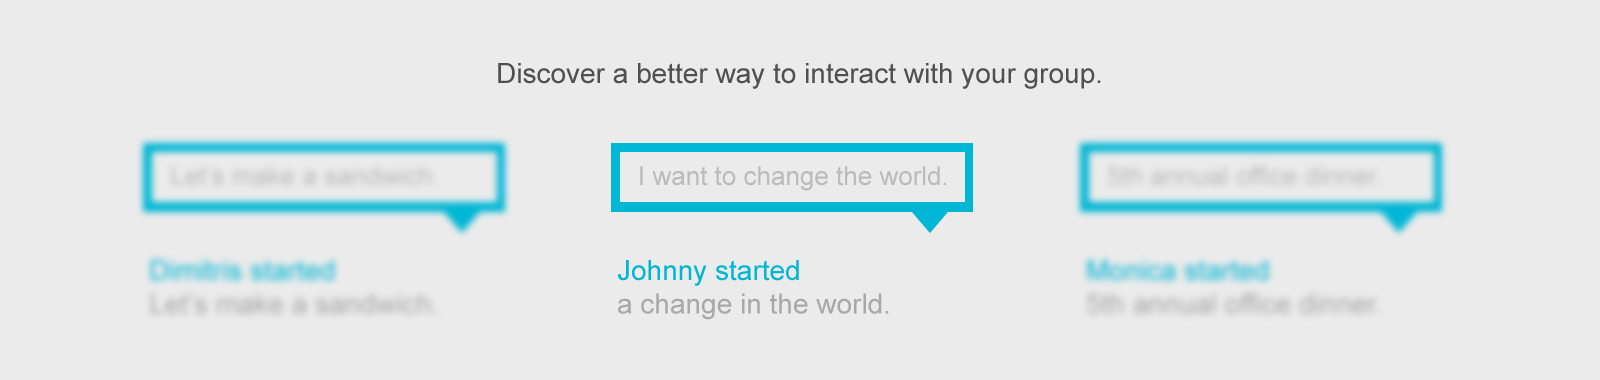 Discover a better way to interact with your group.
Let's make a sandwich.
I want to change the world.
5th annual office dinner.
Dimitris started
Let's make a sandwich.
Johnny started
a change in the world.
Monica started
5th annual office dinner.